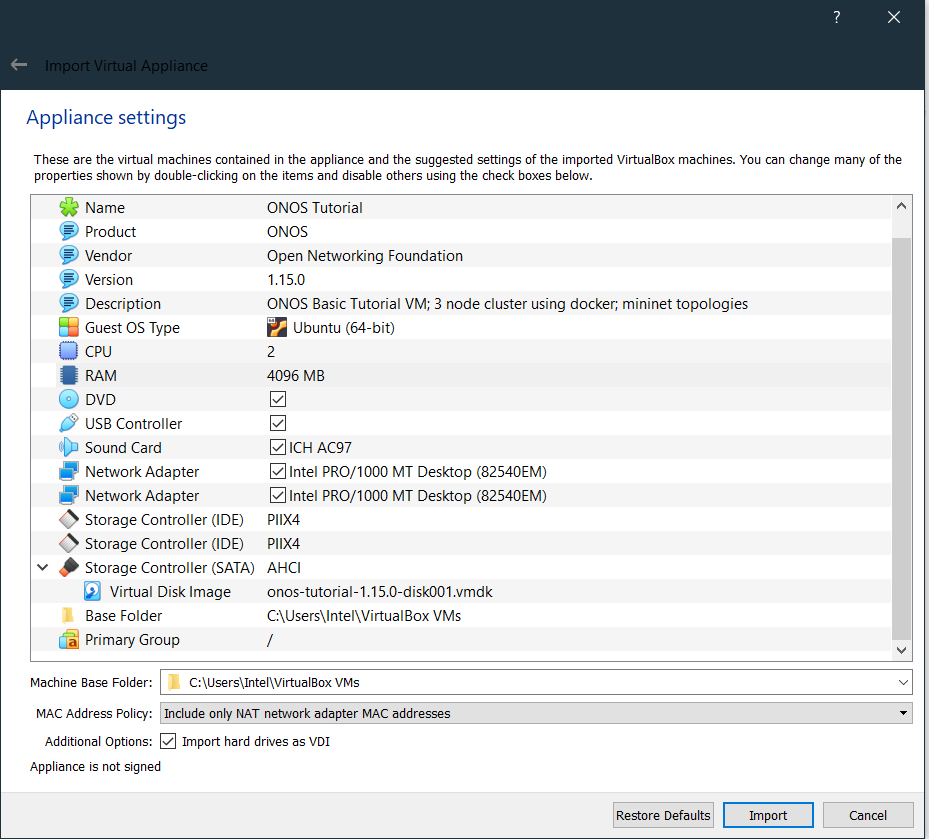 ?
Import Virtual Appliance
Appliance settings
These are the virtual machines contained in the appliance and the suggested settings of the imported VirtualBox machines. You can change many of the
properties shown by double-clicking on the items and disable others using the check boxes below.
Name ONOS Tutorial
Product ONOS
Vendor Open Networking Foundation
Version 1.15.0
Description ONOS Basic Tutorial VM; 3 node cluster using docker; mininet topologies
Guest OS Type Ubuntu (64-bit)
CPU 2
RAM 4096 MB
DVD
USB Controller
Sound Card ICH AC97
Network Adapter Intel PRO/1000 MT Desktop (82540EM)
Network Adapter Intel PRO/1000 MT Desktop (82540EM)
Storage Controller (IDE) PIIX4
Storage Controller (IDE) PIIX4
Storage Controller (SATA) AHCI
Virtual Disk Image onos-tutorial-1.15.0-disk001.vmdk
Base Folder C:\Users\Intel\VirtualBox VMs
Primary Group /
Machine Base Folder: C:\Users\Intel\VirtualBox VMs
MAC Address Policy: Include only NAT network adapter MAC addresses
Additional Options: Import hard drives as VDI
Appliance is not signed
Restore Defaults Import Cancel